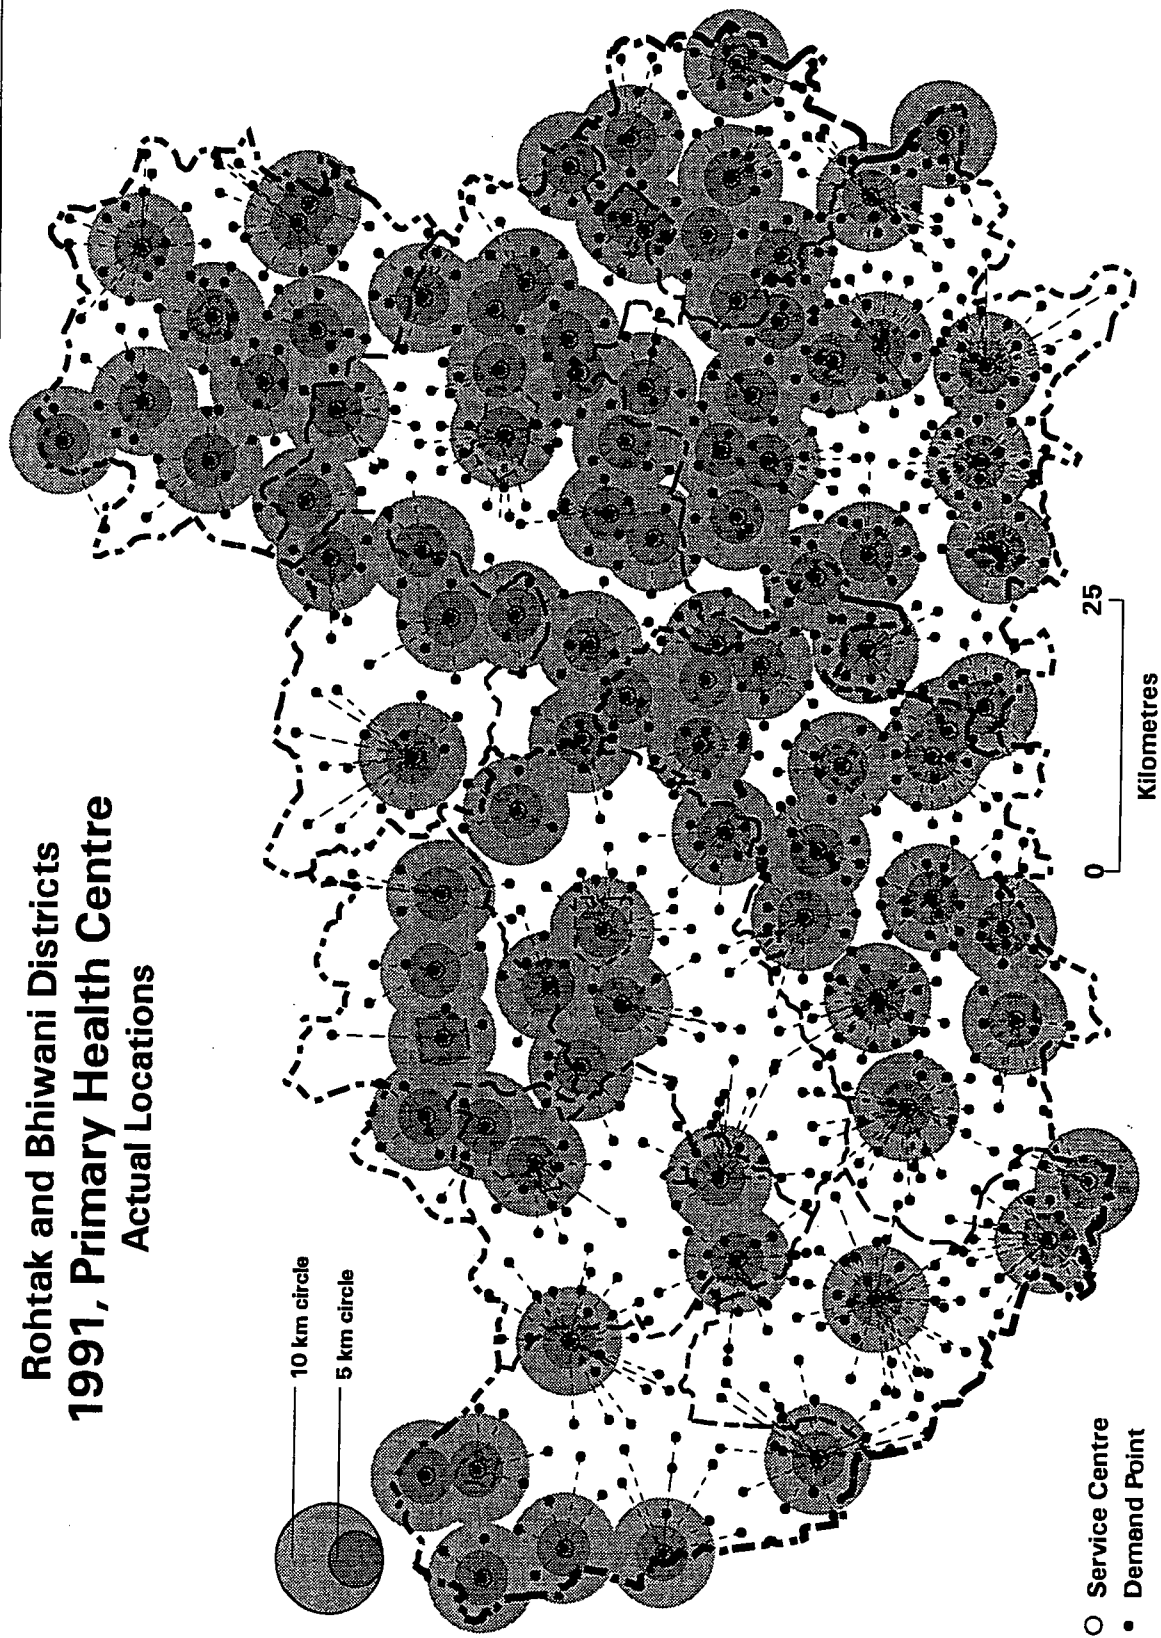 Rohtak and Bhiwani Districts
1991, Primary Health Centre
Actual Locations
10 km circle
5 km circle
Service Centre
Demand Point
0
25
Kilometres